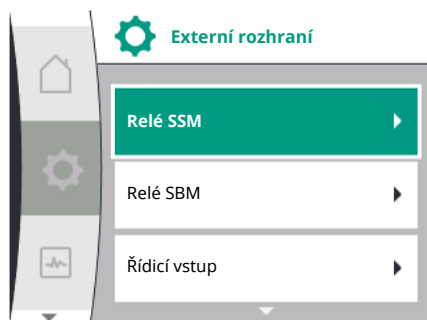 Externí rozhraní
Relé SSM
Relé SBM
Řídicí vstup